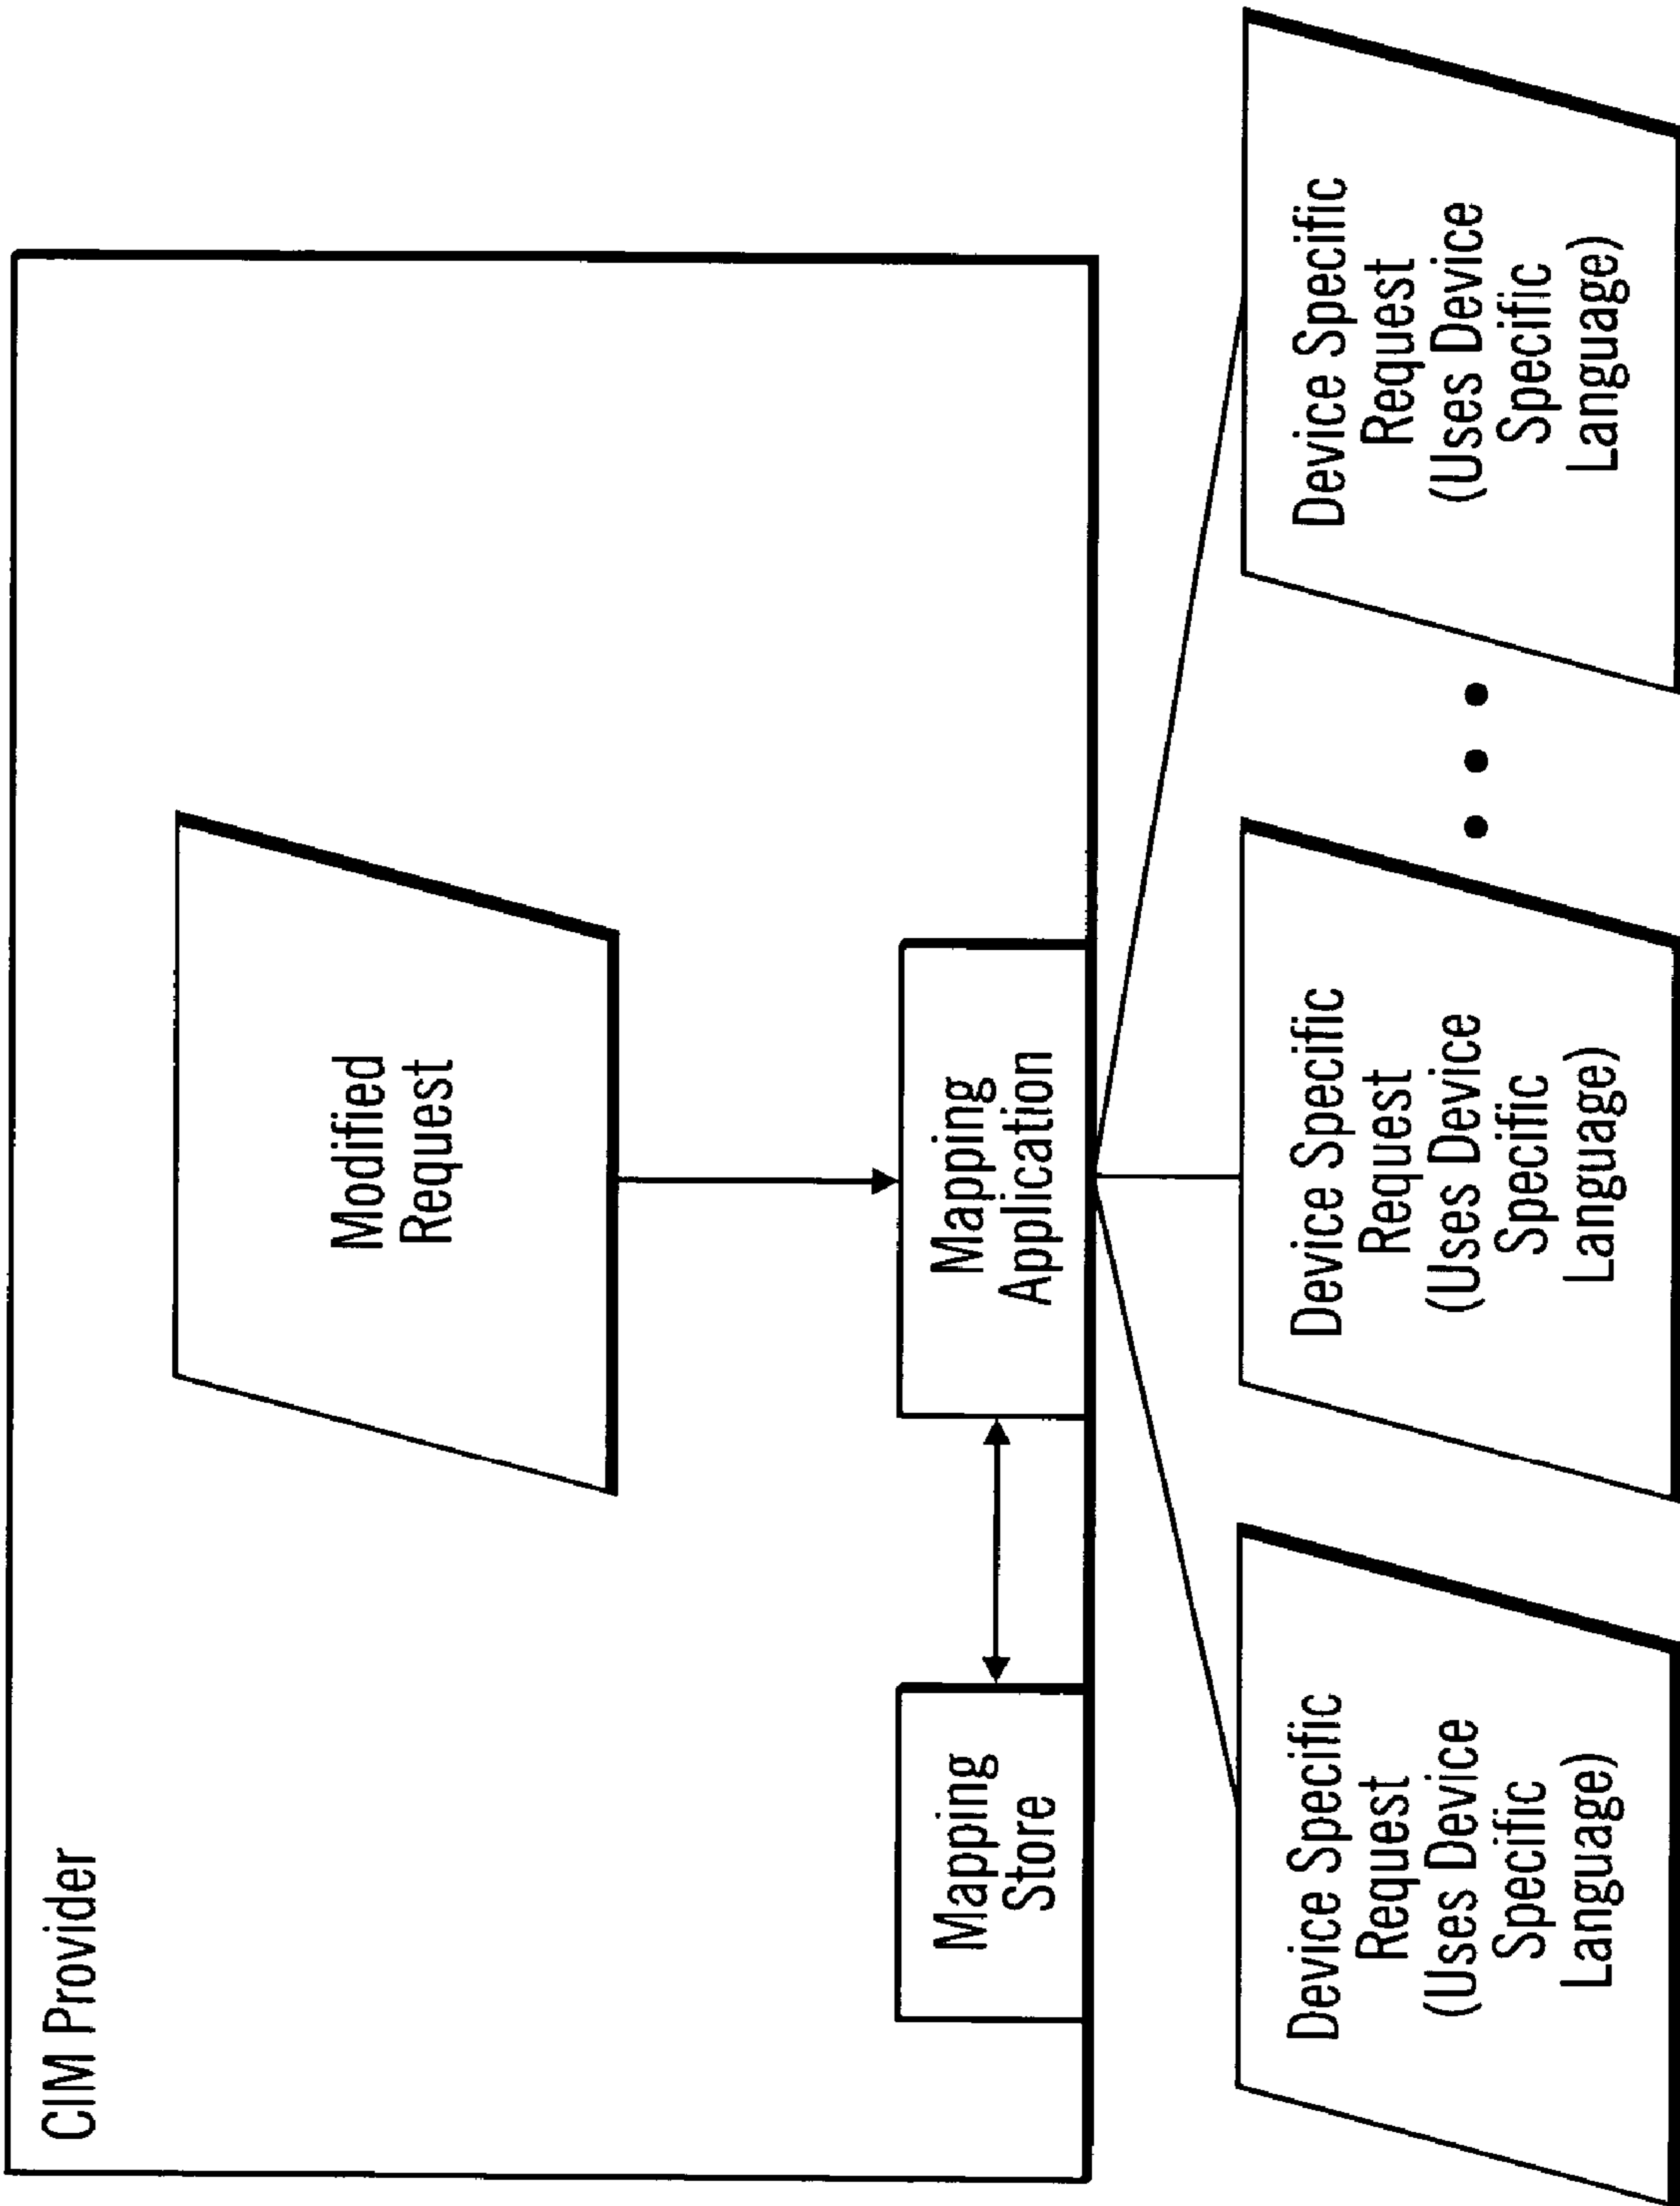 CIM Provider
Modified
Request
Mapping
Store
Mapping
Application
Device Specific
Request
(Uses Device
Specific
Language)
Device Specific
Request
(Uses Device
Specific
Language)
Device Specific
Request
(Uses Device
Specific
Language)